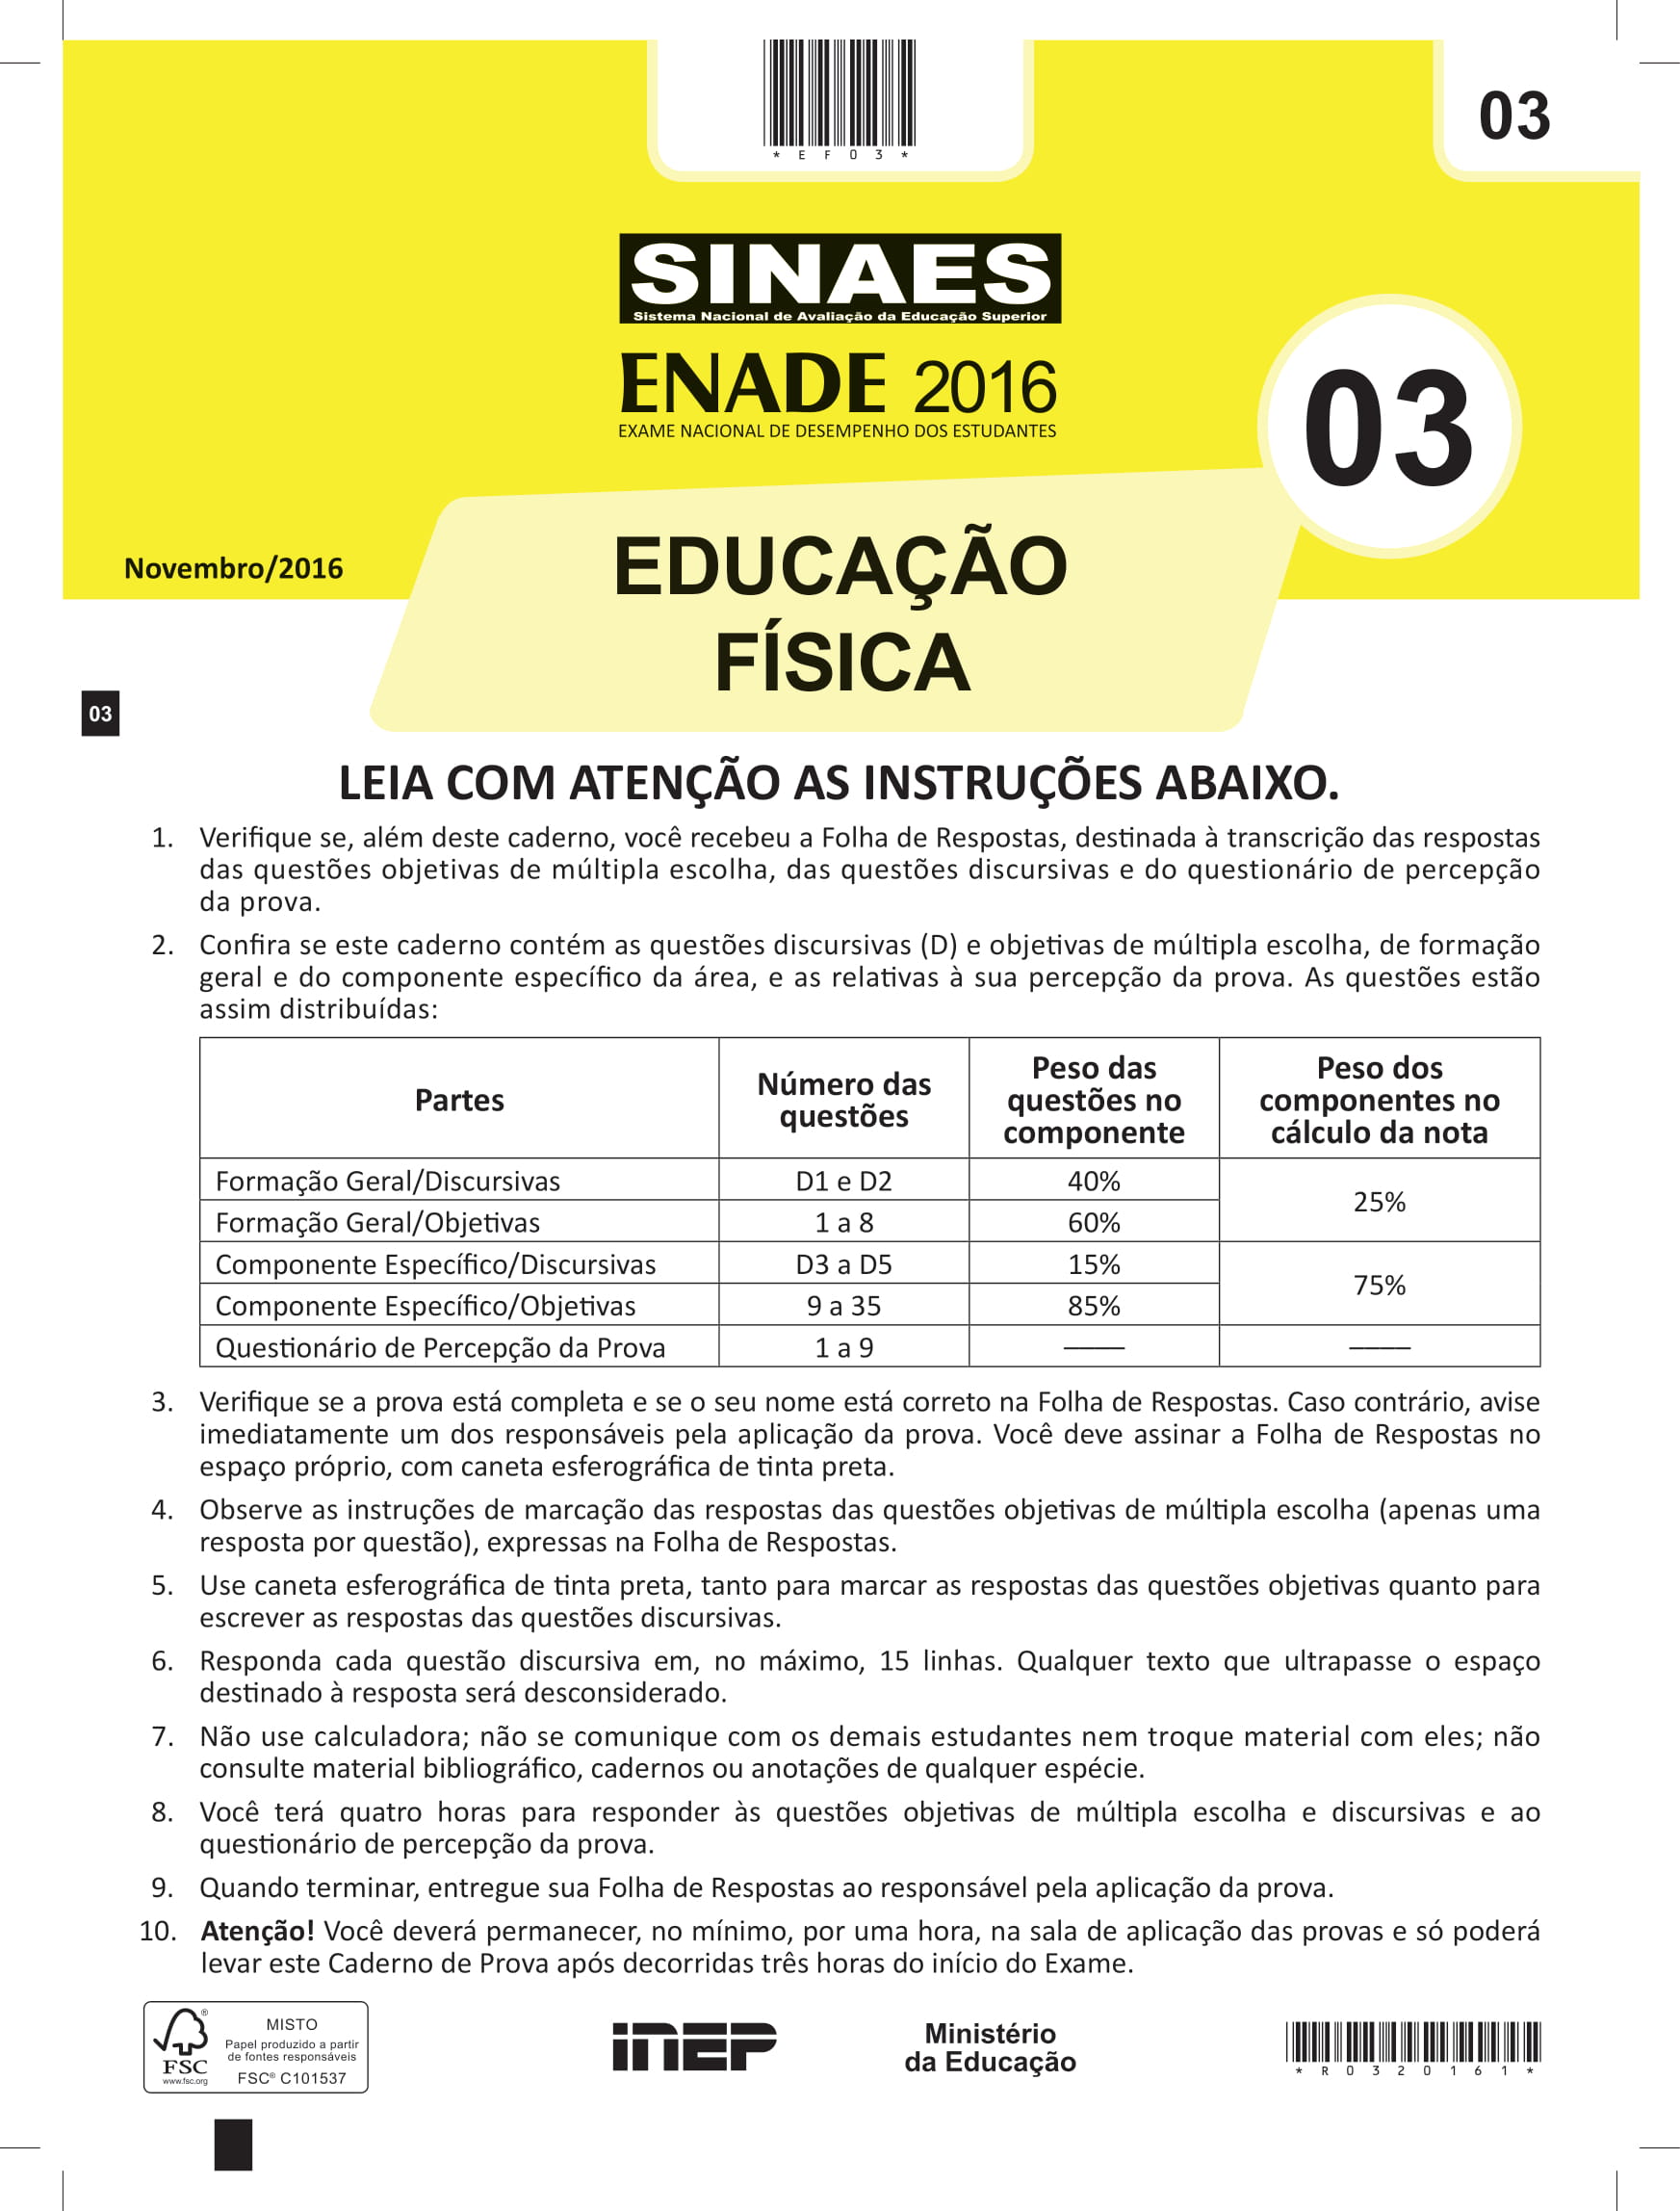 *EF03*
03
SINAES
Sistema Nacional de Avaliação da Educação Superior
ENADE 2016
EXAME NACIONAL DE DESEMPENHO DOS ESTUDANTES
03
Novembro/2016
EDUCAÇÃO
FÍSICA
03
LEIA COM ATENÇÃO AS INSTRUÇÕES ABAIXO.
1. Verifique se, além deste caderno, você recebeu a Folha de Respostas, destinada à transcrição das respostas
das questões objetivas de múltipla escolha, das questões discursivas e do questionário de percepção
da prova.
2. Confira se este caderno contém as questões discursivas (D) e objetivas de múltipla escolha, de formação
geral e do componente específico da área, e as relativas à sua percepção da prova. As questões estão
assim distribuídas:
Partes
Número das
questões
Peso das
questões no
componente
Peso dos
componentes no
cálculo da nota
Formação Geral/Discursivas D1 e D2 40%
25%
Formação Geral/Objetivas 1 a 8 60%
Componente Específico/Discursivas D3 a D5 15%
75%
Componente Específico/Objetivas 9 a 35 85%
Questionário de Percepção da Prova 1 a 9 —— ——
3. Verifique se a prova está completa e se o seu nome está correto na Folha de Respostas. Caso contrário, avise
imediatamente um dos responsáveis pela aplicação da prova. Você deve assinar a Folha de Respostas no
espaço próprio, com caneta esferográfica de tinta preta.
4. Observe as instruções de marcação das respostas das questões objetivas de múltipla escolha (apenas uma
resposta por questão), expressas na Folha de Respostas.
5. Use caneta esferográfica de tinta preta, tanto para marcar as respostas das questões objetivas quanto para
escrever as respostas das questões discursivas.
6. Responda cada questão discursiva em, no máximo, 15 linhas. Qualquer texto que ultrapasse o espaço
destinado à resposta será desconsiderado.
7. Não use calculadora; não se comunique com os demais estudantes nem troque material com eles; não
consulte material bibliográfico, cadernos ou anotações de qualquer espécie.
8. Você terá quatro horas para responder às questões objetivas de múltipla escolha e discursivas e ao
questionário de percepção da prova.
9. Quando terminar, entregue sua Folha de Respostas ao responsável pela aplicação da prova.
10. Atenção! Você deverá permanecer, no mínimo, por uma hora, na sala de aplicação das provas e só poderá
levar este Caderno de Prova após decorridas três horas do início do Exame.
®
FSC
www.fsc.org
MISTO
Papel produzido a partir
de fontes responsáveis
FSC® C101537
INEP
Ministério
da Educação
*R0320161*